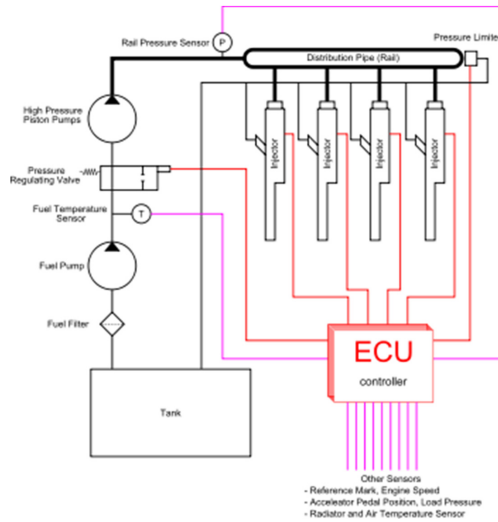 Pressure Limite
Rail Pressure Sensor
P
Distribution Pipe (Rail)
High Pressure
Piston Pumps
Injector
Injector
Injector
Injector
Pressure
Regulating Valve
Fuel Temperature
Sensor
T
Fuel Pump
Fuel Filter
ECU
controller
Tank
Other Sensors
- Reference Mark, Engine Speed
- Acceleator Pedal Position, Load Pressure
- Radiator and Air Temperature Sensor